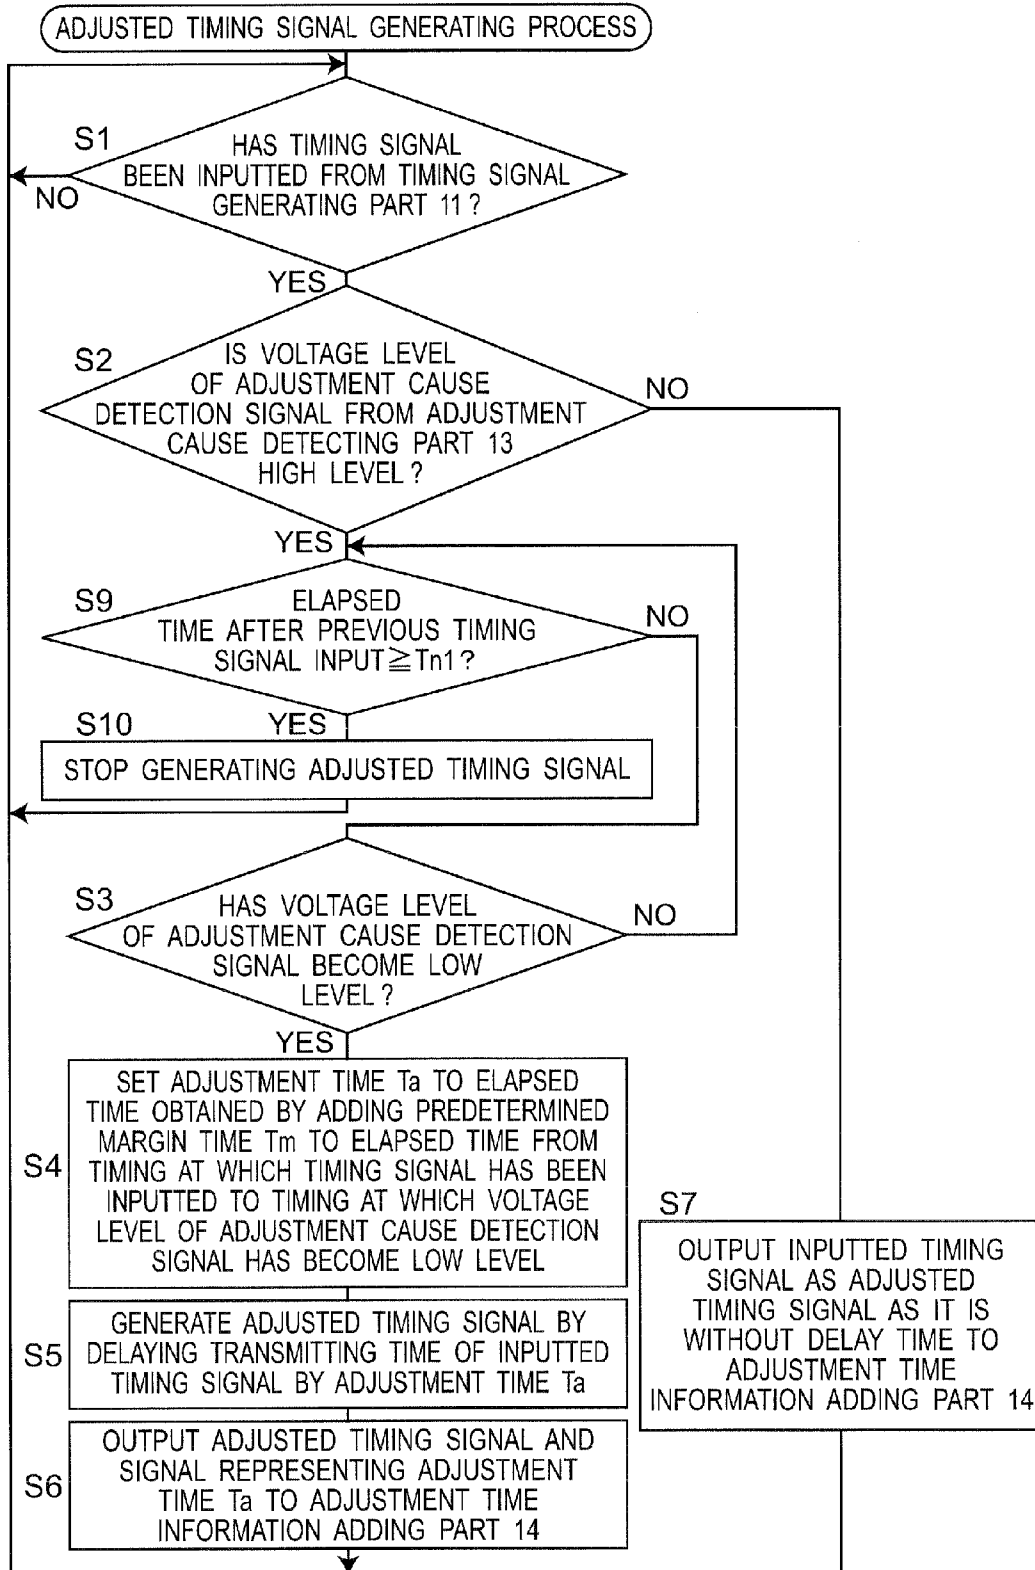 ADJUSTED TIMING SIGNAL GENERATING PROCESS
S1
HAS TIMING SIGNAL
BEEN INPUTTED FROM TIMING SIGNAL
GENERATING PART 11?
NO
YES
S2
IS VOLTAGE LEVEL
OF ADJUSTMENT CAUSE
DETECTION SIGNAL FROM ADJUSTMENT
CAUSE DETECTING PART 13
HIGH LEVEL?
NO
YES
S9
ELAPSED
TIME AFTER PREVIOUS TIMING
SIGNAL INPUT≧Tn1?
NO
YES
S10
STOP GENERATING ADJUSTED TIMING SIGNAL
S3
HAS VOLTAGE LEVEL
OF ADJUSTMENT CAUSE DETECTION
SIGNAL BECOME LOW
LEVEL?
NO
YES
S4
SET ADJUSTMENT TIME Ta TO ELAPSED
TIME OBTAINED BY ADDING PREDETERMINED
MARGIN TIME Tm TO ELAPSED TIME FROM
TIMING AT WHICH TIMING SIGNAL HAS BEEN
INPUTTED TO TIMING AT WHICH VOLTAGE
LEVEL OF ADJUSTMENT CAUSE DETECTION
SIGNAL HAS BECOME LOW LEVEL
S7
OUTPUT INPUTTED TIMING
SIGNAL AS ADJUSTED
TIMING SIGNAL AS IT IS
WITHOUT DELAY TIME TO
ADJUSTMENT TIME
INFORMATION ADDING PART 14
S5
GENERATE ADJUSTED TIMING SIGNAL BY
DELAYING TRANSMITTING TIME OF INPUTTED
TIMING SIGNAL BY ADJUSTMENT TIME Ta
S6
OUTPUT ADJUSTED TIMING SIGNAL AND
SIGNAL REPRESENTING ADJUSTMENT
TIME Ta TO ADJUSTMENT TIME
INFORMATION ADDING PART 14